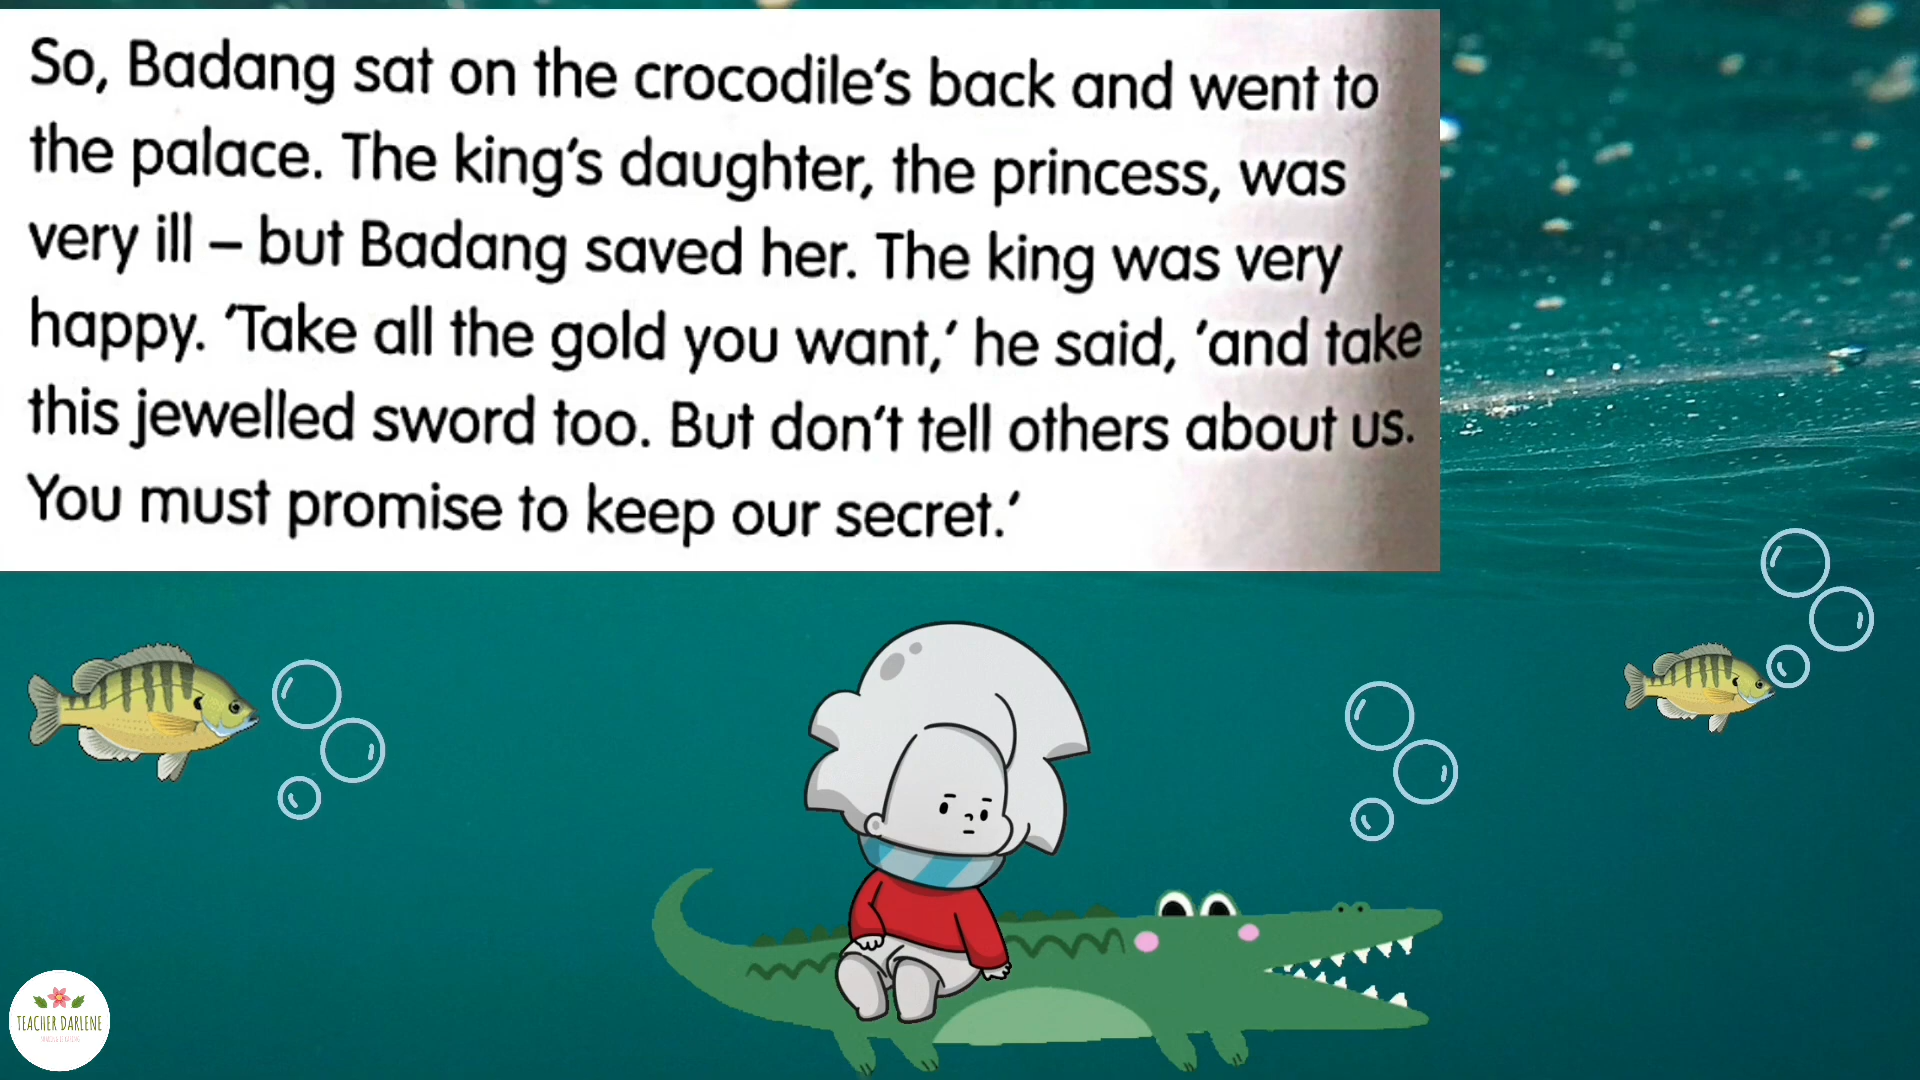 So, Badang sat on the crocodile's back and went to
the palace. The king's daughter, the princess, was
very ill – but Badang saved her. The king was very
happy. 'Take all the gold you want,' he said, 'and take
this jewelled sword too. But don't tell others about us.
You must promise to keep our secret.'
TEACHER DARLENE